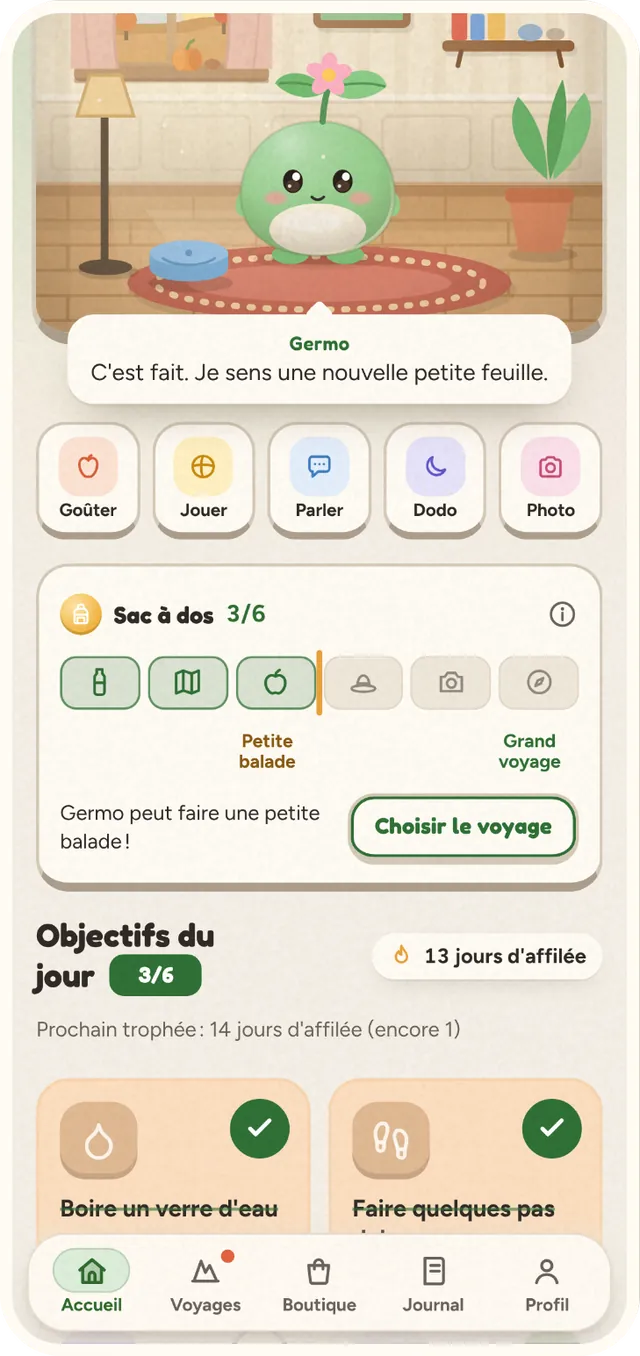 Germo
C'est fait. Je sens une nouvelle petite feuille.
Goûter
Jouer
Parler
Dodo
Photo
Sac à dos 3/6
Petite
balade
Grand
voyage
Germo peut faire une petite
balade !
Choisir le voyage
Objectifs du
jour 3/6
13 jours d'affilée
Prochain trophée : 14 jours d'affilée (encore 1)
Boire un verre d'eau
Faire quelques pas
Accueil
Voyages
Boutique
Journal
Profil